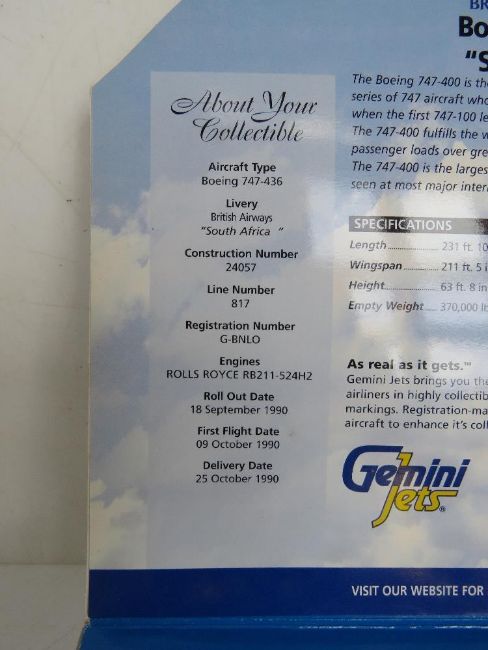 BR
Bo
"S
About Your
Collectible
Aircraft Type
Boeing 747-436
Livery
British Airways
"South Africa "
Construction Number
24057
Line Number
817
Registration Number
G-BNLO
Engines
ROLLS ROYCE RB211-524H2
Roll Out Date
18 September 1990
First Flight Date
09 October 1990
Delivery Date
25 October 1990
The Boeing 747-400 is the
series of 747 aircraft who
when the first 747-100 le
The 747-400 fulfills the w
passenger loads over gre
The 747-400 is the larges
seen at most major inter
SPECIFICATIONS
Length 231 ft. 10
Wingspan 211 ft. 5 i
Height 63 ft. 8 in
Empty Weight 370,000 lb
As real as it gets.™
Gemini Jets brings you the
airliners in highly collectib
markings. Registration-ma
aircraft to enhance it's coll
Gemini
Jets®
VISIT OUR WEBSITE FOR